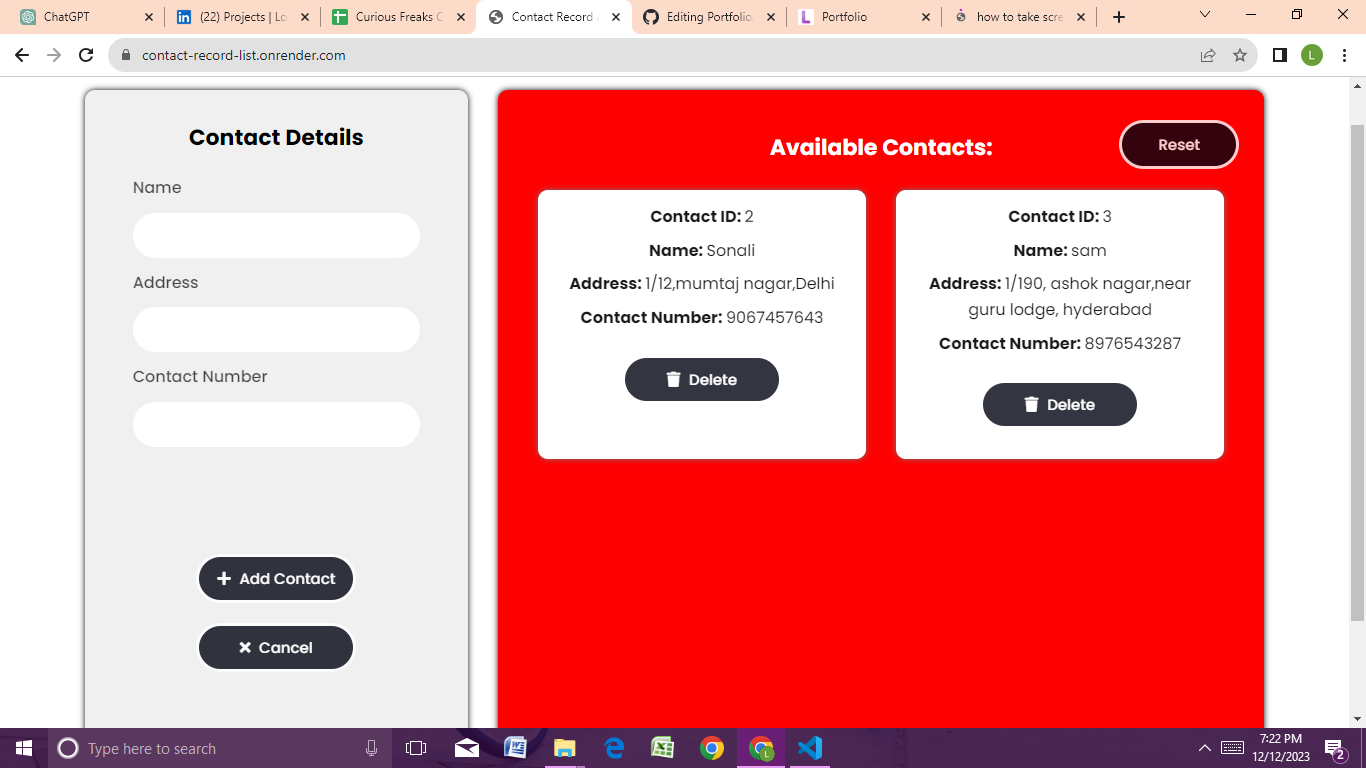 ChatGPT
(22) Projects | Lo
Curious Freaks C
Contact Record
Editing Portfolio
Portfolio
how to take scre
contact-record-list.onrender.com
L
Contact Details
Name
Address
Contact Number
Add Contact
Cancel
Available Contacts:
Reset
Contact ID: 2
Name: Sonali
Address: 1/12,mumtaj nagar,Delhi
Contact Number: 9067457643
Delete
Contact ID: 3
Name: sam
Address: 1/190, ashok nagar,near
guru lodge, hyderabad
Contact Number: 8976543287
Delete
Type here to search
7:22 PM
12/12/2023
2